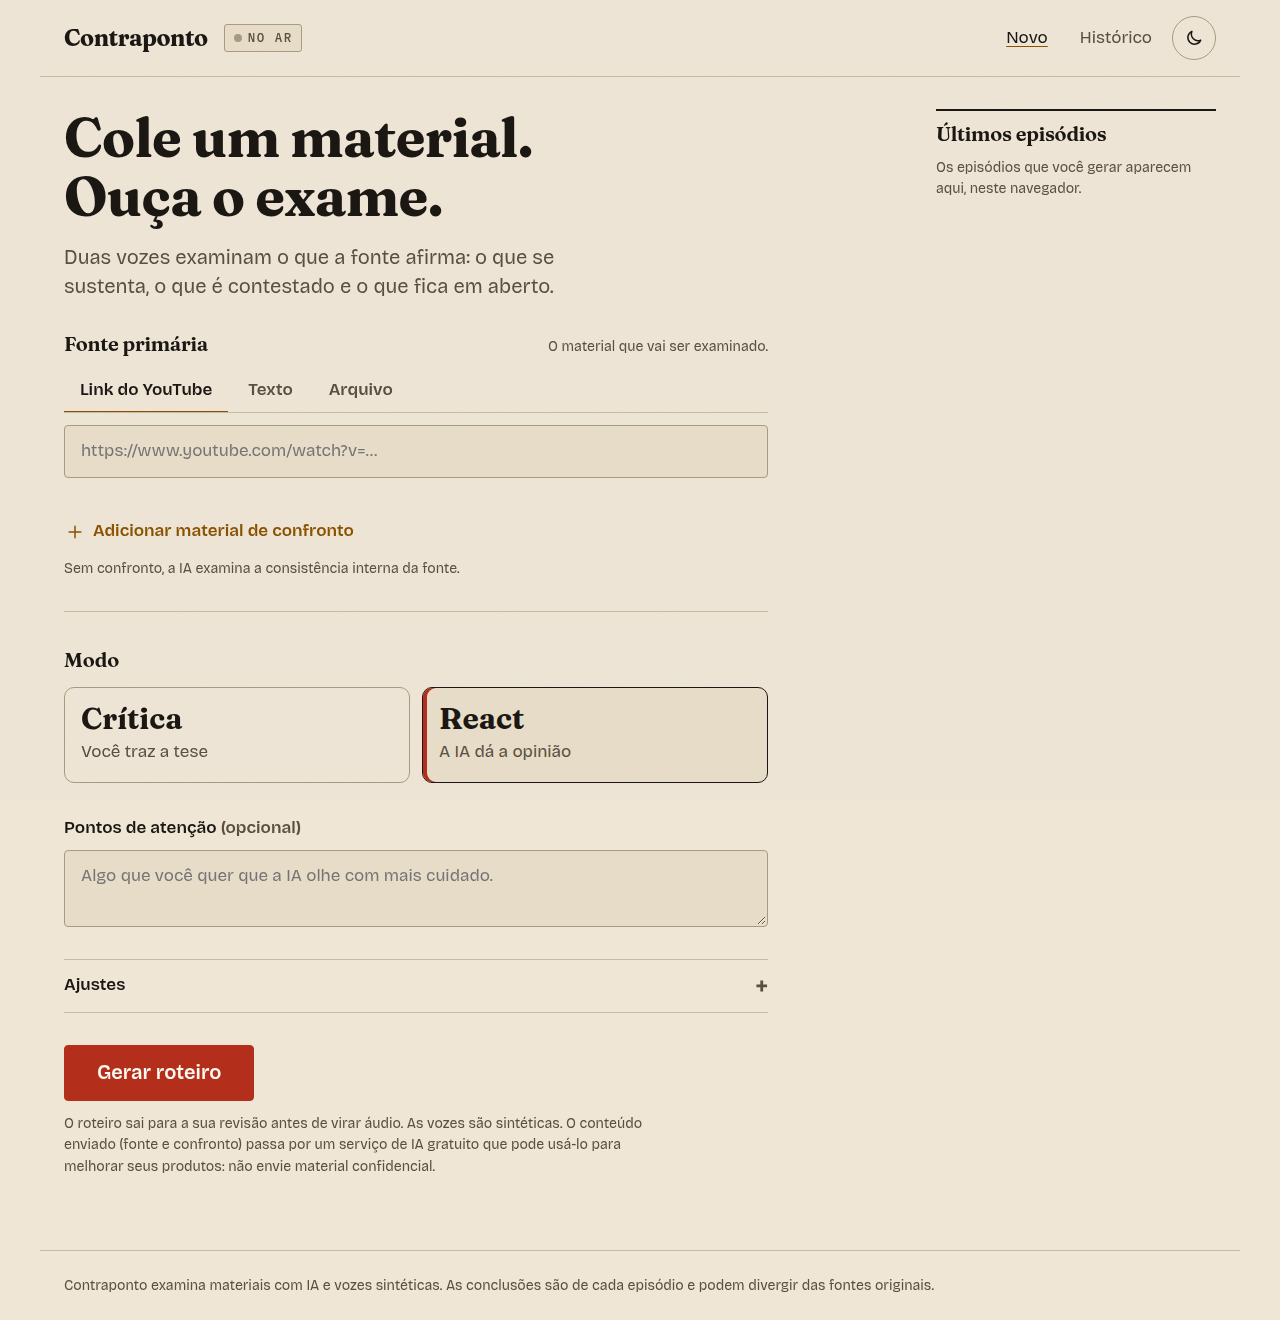 Contraponto
NO AR
Novo
Histórico
Cole um material.
Ouça o exame.
Duas vozes examinam o que a fonte afirma: o que se
sustenta, o que é contestado e o que fica em aberto.
Fonte primária
O material que vai ser examinado.
Link do YouTube
Texto
Arquivo
https://www.youtube.com/watch?v=...
+ Adicionar material de confronto
Sem confronto, a IA examina a consistência interna da fonte.
Modo
Crítica
Você traz a tese
React
A IA dá a opinião
Pontos de atenção (opcional)
Algo que você quer que a IA olhe com mais cuidado.
Ajustes
+
Gerar roteiro
O roteiro sai para a sua revisão antes de virar áudio. As vozes são sintéticas. O conteúdo
enviado (fonte e confronto) passa por um serviço de IA gratuito que pode usá-lo para
melhorar seus produtos: não envie material confidencial.
Últimos episódios
Os episódios que você gerar aparecem
aqui, neste navegador.
Contraponto examina materiais com IA e vozes sintéticas. As conclusões são de cada episódio e podem divergir das fontes originais.